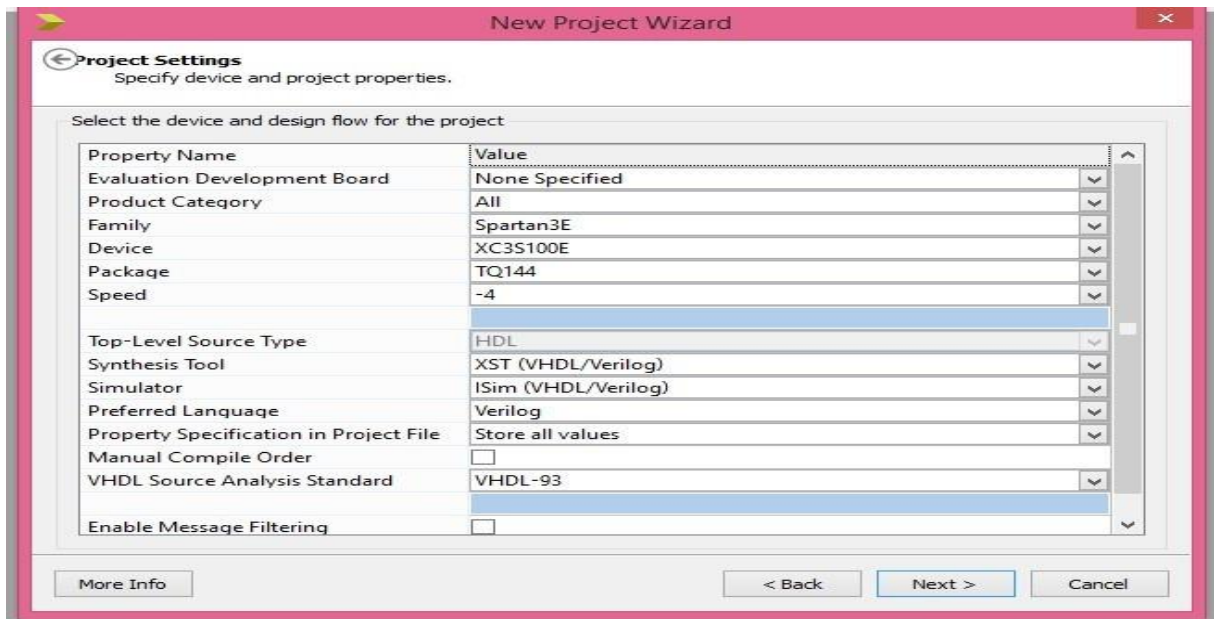 New Project Wizard
Project Settings
Specify device and project properties.
Select the device and design flow for the project
Property Name Value
Evaluation Development Board None Specified
Product Category All
Family Spartan3E
Device XC3S100E
Package TQ144
Speed -4
Top-Level Source Type HDL
Synthesis Tool XST (VHDL/Verilog)
Simulator ISim (VHDL/Verilog)
Preferred Language Verilog
Property Specification in Project File Store all values
Manual Compile Order
VHDL Source Analysis Standard VHDL-93
Enable Message Filtering
More Info < Back Next > Cancel